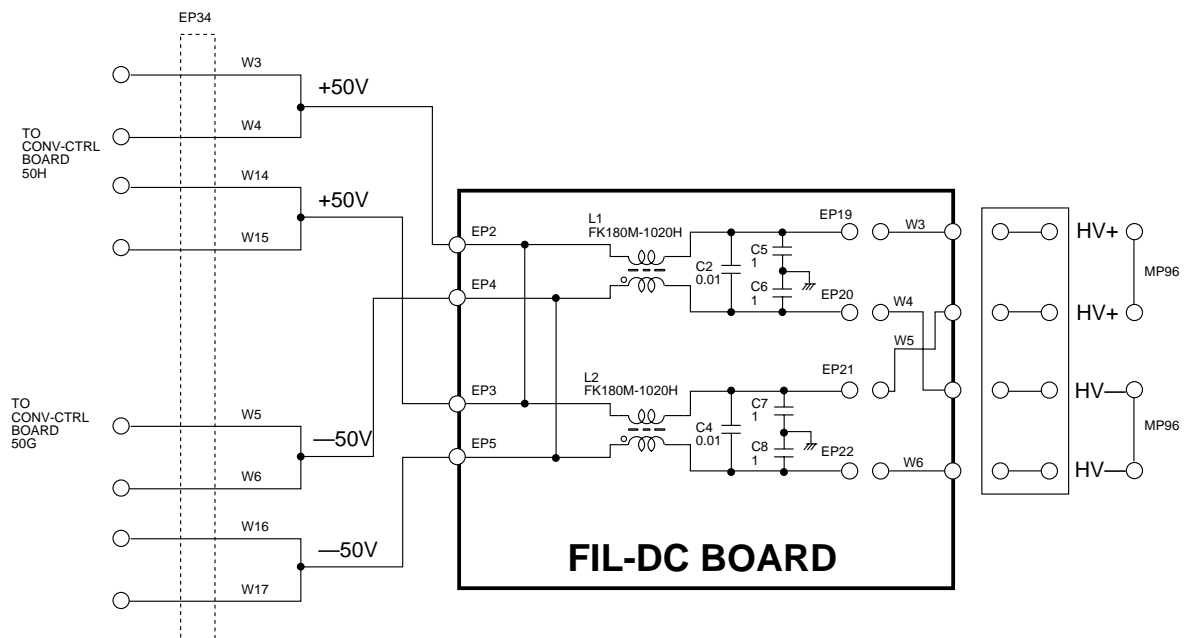 EP34
W3
+50V
W4
TO
CONV-CTRL
BOARD
50H
W14
+50V
W15
EP2
EP4
L1
FK180M-1020H
C2
0.01
C5
1
C6
1
EP19
W3
EP20
W4
W5
HV+
MP96
HV+
TO
CONV-CTRL
BOARD
50G
W5
—50V
W6
W16
—50V
W17
EP3
EP5
L2
FK180M-1020H
C4
0.01
C7
1
C8
1
EP21
EP22
W6
HV—
MP96
HV—
FIL-DC BOARD